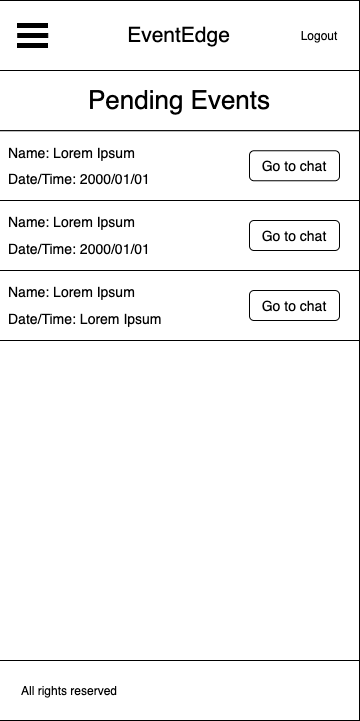 EventEdge
Logout
Pending Events
Name: Lorem Ipsum
Date/Time: 2000/01/01
Go to chat
Name: Lorem Ipsum
Date/Time: 2000/01/01
Go to chat
Name: Lorem Ipsum
Date/Time: Lorem Ipsum
Go to chat
All rights reserved